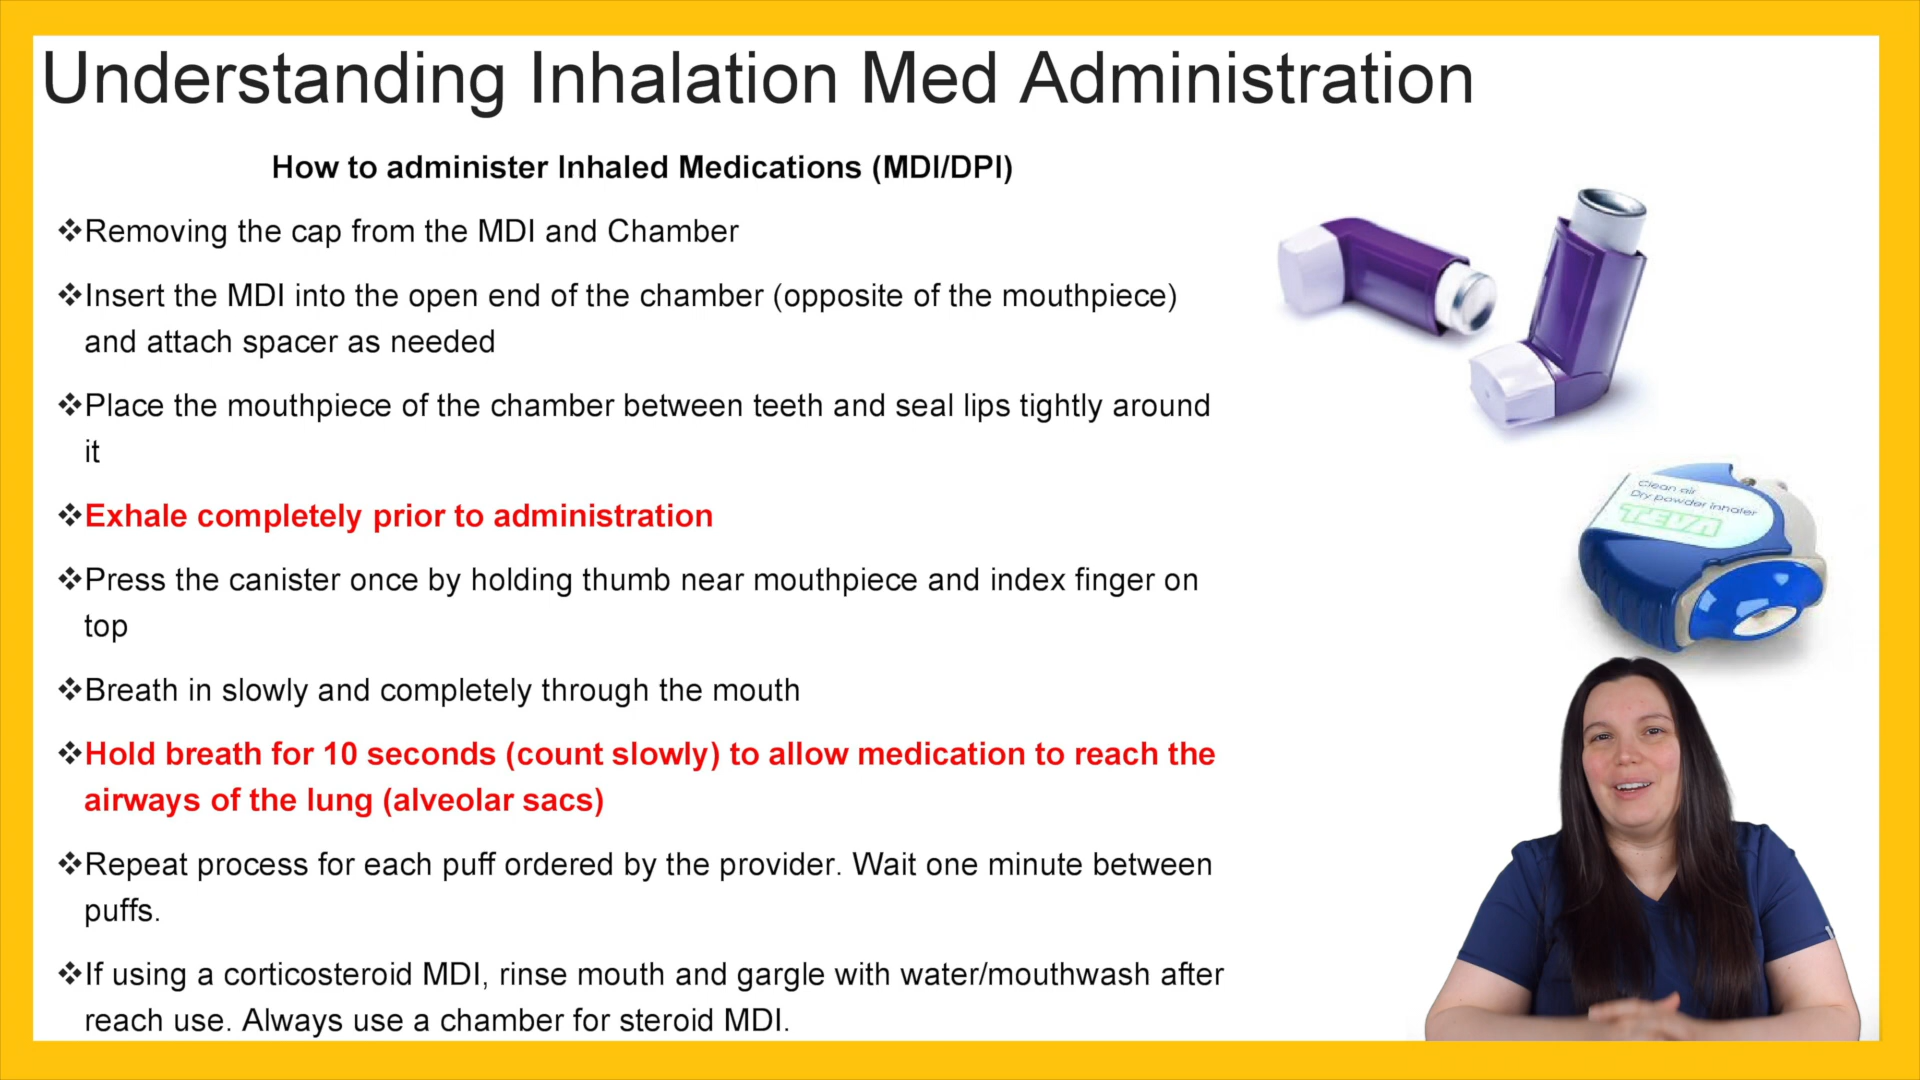 Understanding Inhalation Med Administration
How to administer Inhaled Medications (MDI/DPI)
❖Removing the cap from the MDI and Chamber
❖Insert the MDI into the open end of the chamber (opposite of the mouthpiece)
and attach spacer as needed
❖Place the mouthpiece of the chamber between teeth and seal lips tightly around
it
❖Exhale completely prior to administration
❖Press the canister once by holding thumb near mouthpiece and index finger on
top
❖Breath in slowly and completely through the mouth
❖Hold breath for 10 seconds (count slowly) to allow medication to reach the
airways of the lung (alveolar sacs)
❖Repeat process for each puff ordered by the provider. Wait one minute between
puffs.
❖If using a corticosteroid MDI, rinse mouth and gargle with water/mouthwash after
reach use. Always use a chamber for steroid MDI.
Clean air
Dry powder inhaler
TEVA